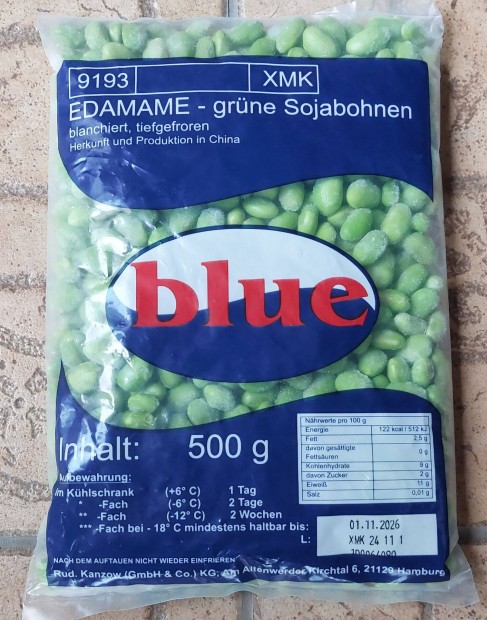 9193 XMK
EDAMAME - grüne Sojabohnen
blanchiert, tiefgefroren
Herkunft und Produktion in China
blue
Inhalt: 500 g
Aufbewahrung:
Im Kühlschrank (+6° C) 1 Tag
* -Fach (-6° C) 2 Tage
** -Fach (-12° C) 2 Wochen
*** -Fach bei - 18° C mindestens haltbar bis:
L:
Nährwerte pro 100 g
Energie 122 kcal / 512 kJ
Fett 2,5 g
davon gesättigte
Fettsäuren 0 g
Kohlenhydrate 9 g
davon Zucker 2 g
Eiweiß 11 g
Salz 0,01 g
01.11.2026
XMK 24 11 1
NACH DEM AUFTAUEN NICHT WIEDER EINFRIEREN
Rud. Kanzow (GmbH & Co.) KG, Am Altenwerder Kirchtal 6, 21129 Hamburg